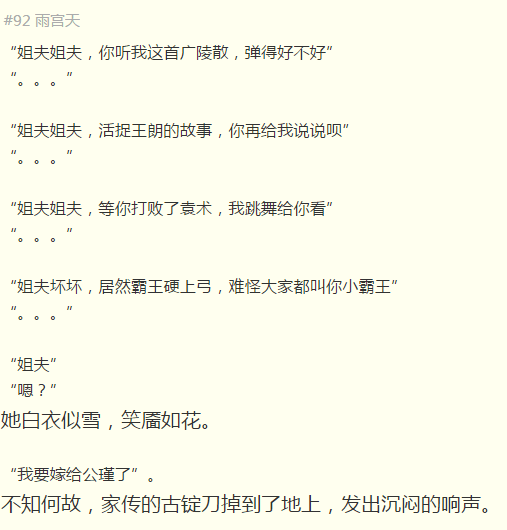 #92 雨宫天
“姐夫姐夫，你听我这首广陵散，弹得好不好”
“。。。”
“姐夫姐夫，活捉王朗的故事，你再给我说说呗”
“。。。”
“姐夫姐夫，等你打败了袁术，我跳舞给你看”
“。。。”
“姐夫坏坏，居然霸王硬上弓，难怪大家都叫你小霸王”
“。。。”
“姐夫”
“嗯？”
她白衣似雪，笑靥如花。
“我要嫁给公瑾了”。
不知何故，家传的古锭刀掉到了地上，发出沉闷的响声。